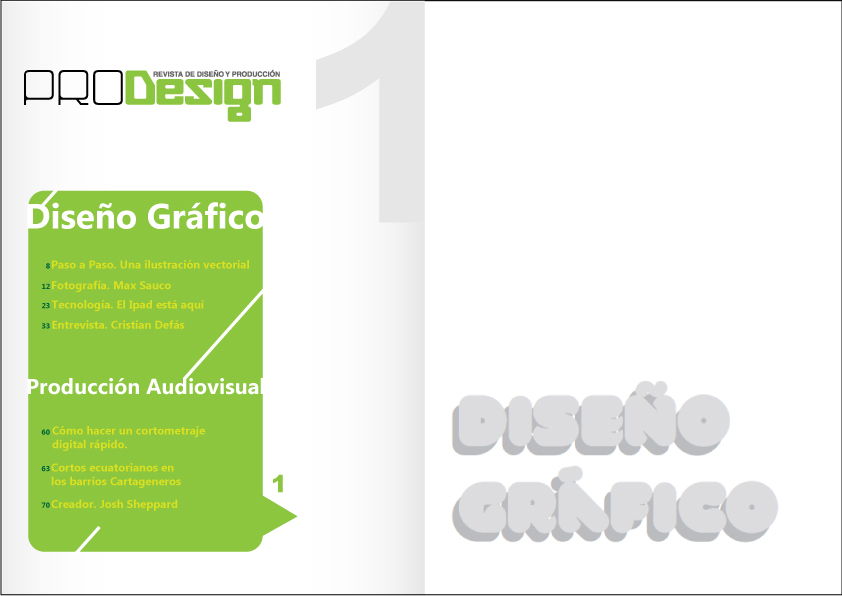 1
PRODesign
REVISTA DE DISEÑO Y PRODUCCIÓN
Diseño Gráfico
8 Paso a Paso. Una ilustración vectorial
12 Fotografía. Max Sauco
23 Tecnología. El Ipad está aquí
33 Entrevista. Cristian Defás
Producción Audiovisual
60 Cómo hacer un cortometraje
digital rápido.
63 Cortos ecuatorianos en
los barrios Cartageneros
70 Creador. Josh Sheppard
1
DISEÑO
GRÁFICO